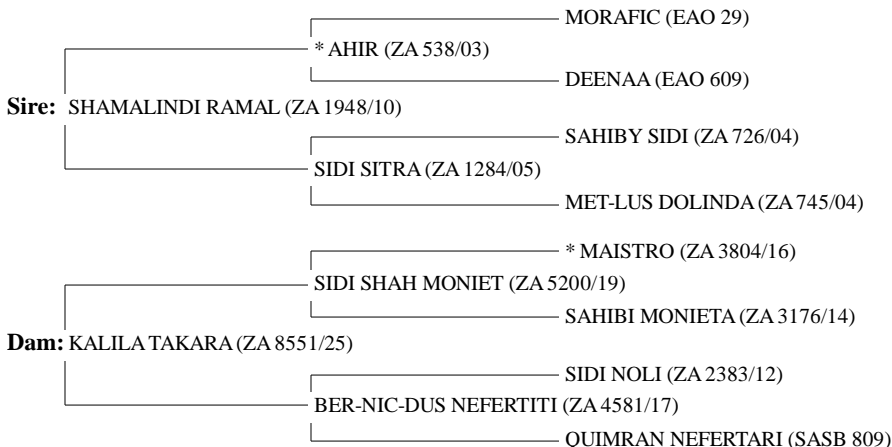 MORAFIC (EAO 29)
* AHIR (ZA 538/03)
DEENAA (EAO 609)
Sire: SHAMALINDI RAMAL (ZA 1948/10)
SAHIBY SIDI (ZA 726/04)
SIDI SITRA (ZA 1284/05)
MET-LUS DOLINDA (ZA 745/04)
* MAISTRO (ZA 3804/16)
SIDI SHAH MONIET (ZA 5200/19)
SAHIBI MONIETA (ZA 3176/14)
Dam: KALILA TAKARA (ZA 8551/25)
SIDI NOLI (ZA 2383/12)
BER-NIC-DUS NEFERTITI (ZA 4581/17)
QUIMRAN NEFERTARI (SASB 809)